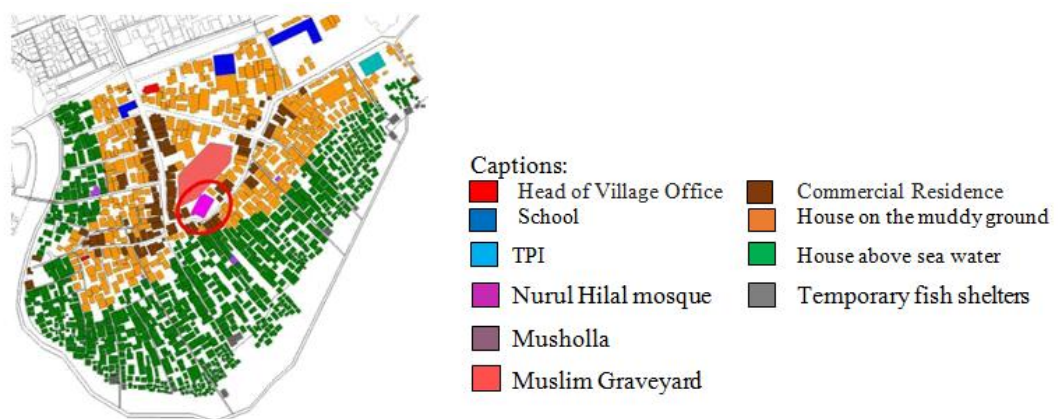 Captions:
Head of Village Office
School
TPI
Nurul Hilal mosque
Musholla
Muslim Graveyard
Commercial Residence
House on the muddy ground
House above sea water
Temporary fish shelters